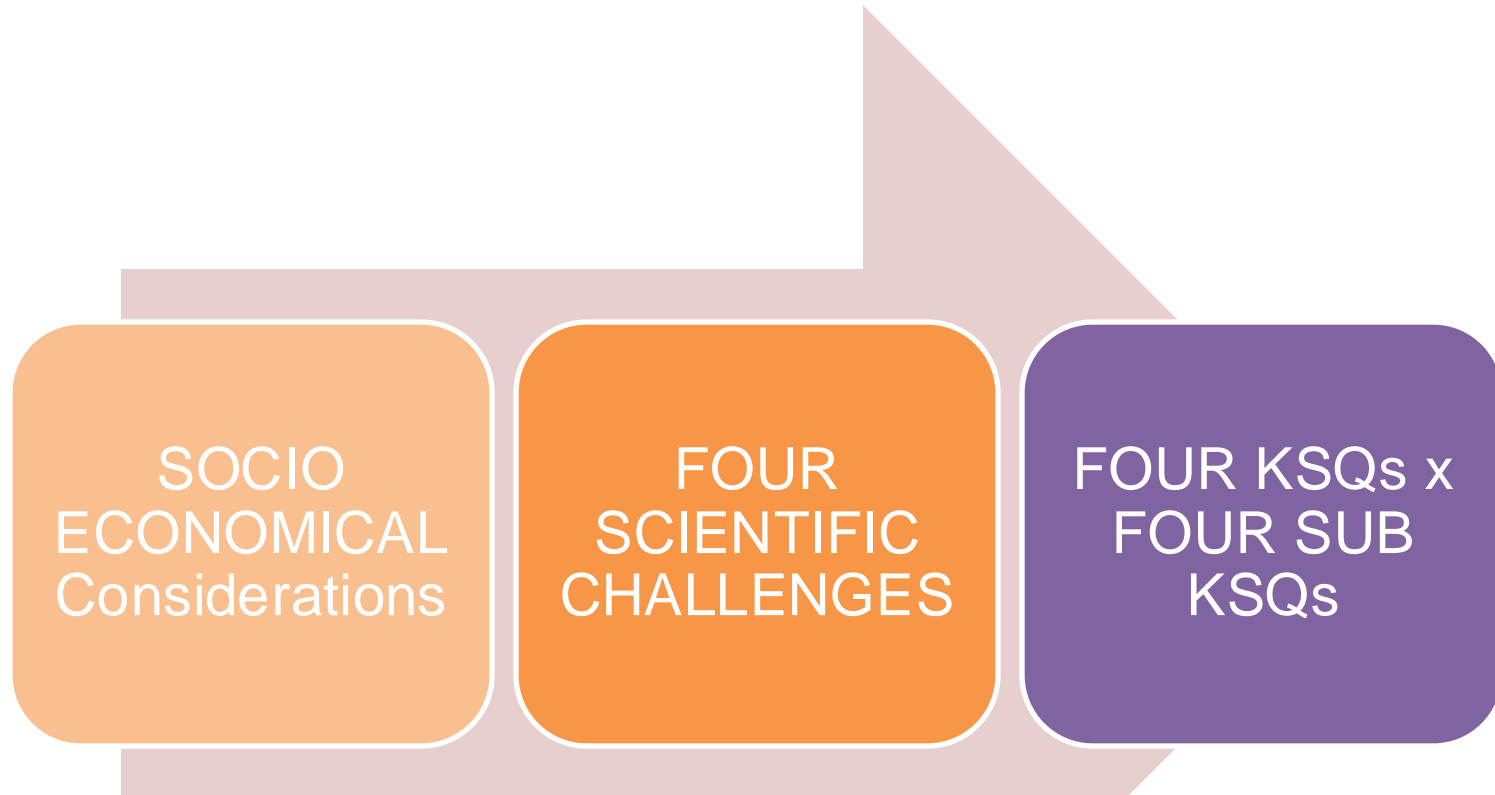 SOCIO
ECONOMICAL
Considerations
FOUR
SCIENTIFIC
CHALLENGES
FOUR KSQs x
FOUR SUB
KSQs